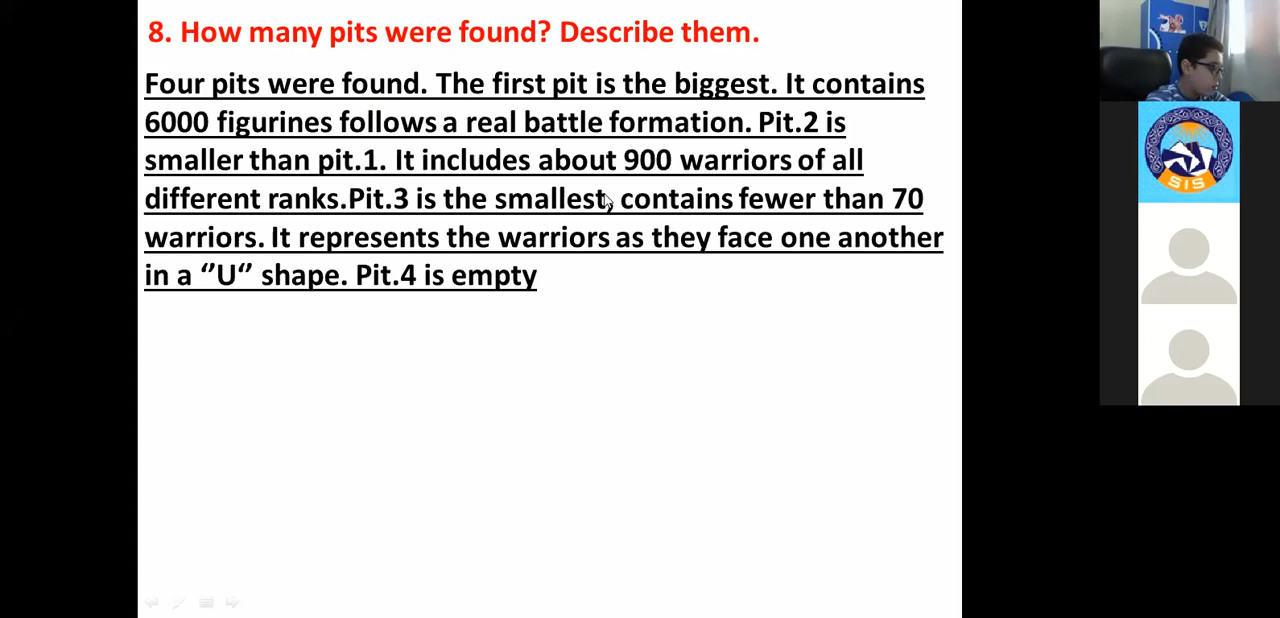 8. How many pits were found? Describe them.
Four pits were found. The first pit is the biggest. It contains
6000 figurines follows a real battle formation. Pit.2 is
smaller than pit.1. It includes about 900 warriors of all
different ranks.Pit.3 is the smallest, contains fewer than 70
warriors. It represents the warriors as they face one another
in a ‘’U‘’ shape. Pit.4 is empty
SIS